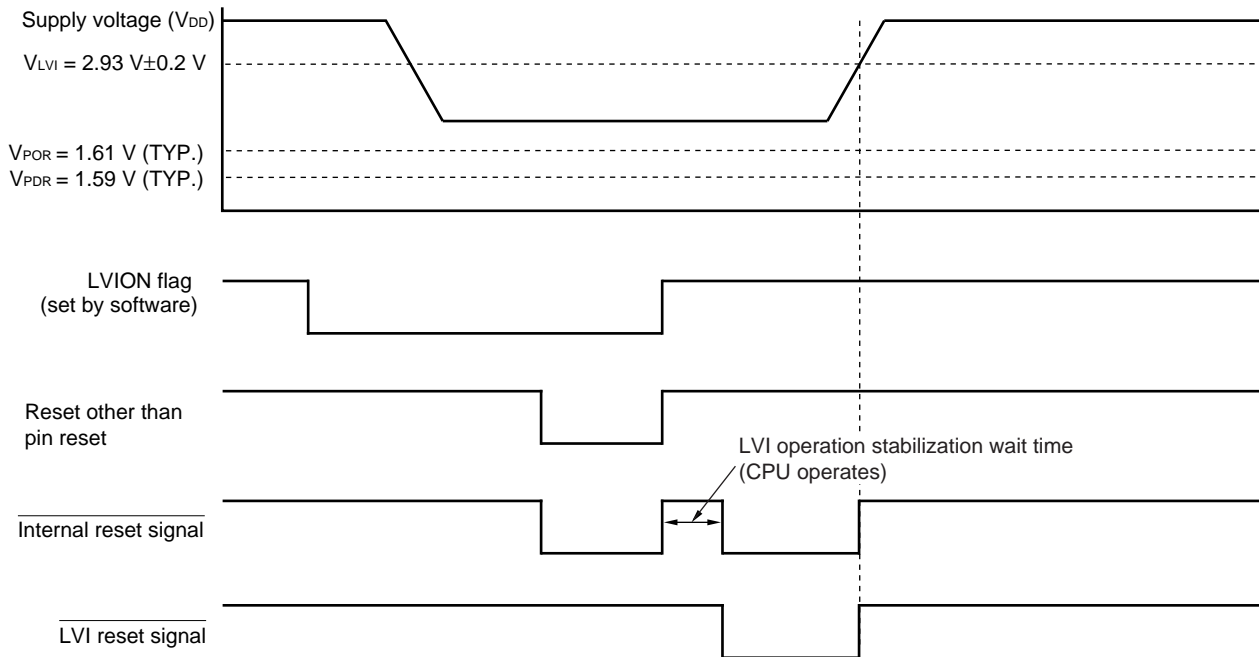 Supply voltage (VDD)
VLVI = 2.93 V±0.2 V
VPOR = 1.61 V (TYP.)
VPDR = 1.59 V (TYP.)
LVION flag
(set by software)
Reset other than
pin reset
LVI operation stabilization wait time
(CPU operates)
Internal reset signal
LVI reset signal